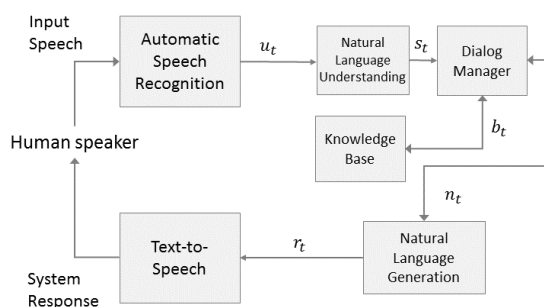 Input
Speech
Automatic
Speech
Recognition
u_t
Natural
Language
Understanding
s_t
Dialog
Manager
Human speaker
Knowledge
Base
b_t
n_t
Text-to-
Speech
r_t
Natural
Language
Generation
System
Response